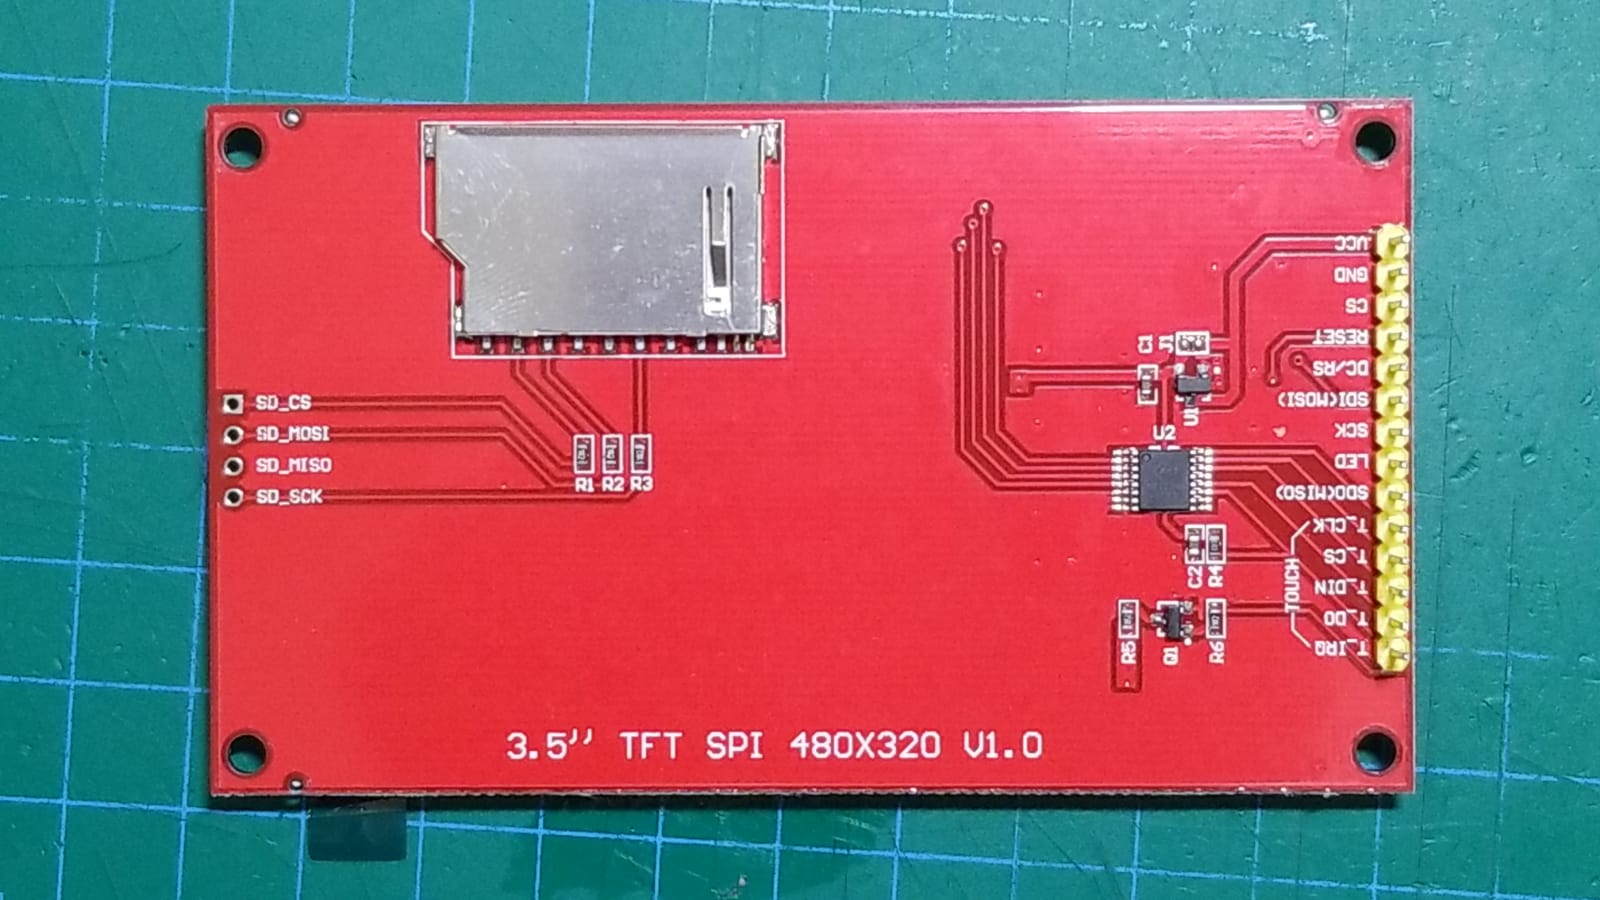 SD_CS
SD_MOSI
SD_MISO
SD_SCK
R1 R2 R3
C1
J1
U1
U2
C2
R4
R5
Q1
R6
VCC
GND
CS
RESET
DC/RS
SDI(MOSI)
SCK
LED
SDO(MISO)
T_CLK
T_CS
T_DIN
T_DO
T_IRQ
TOUCH
3.5'' TFT SPI 480X320 V1.0